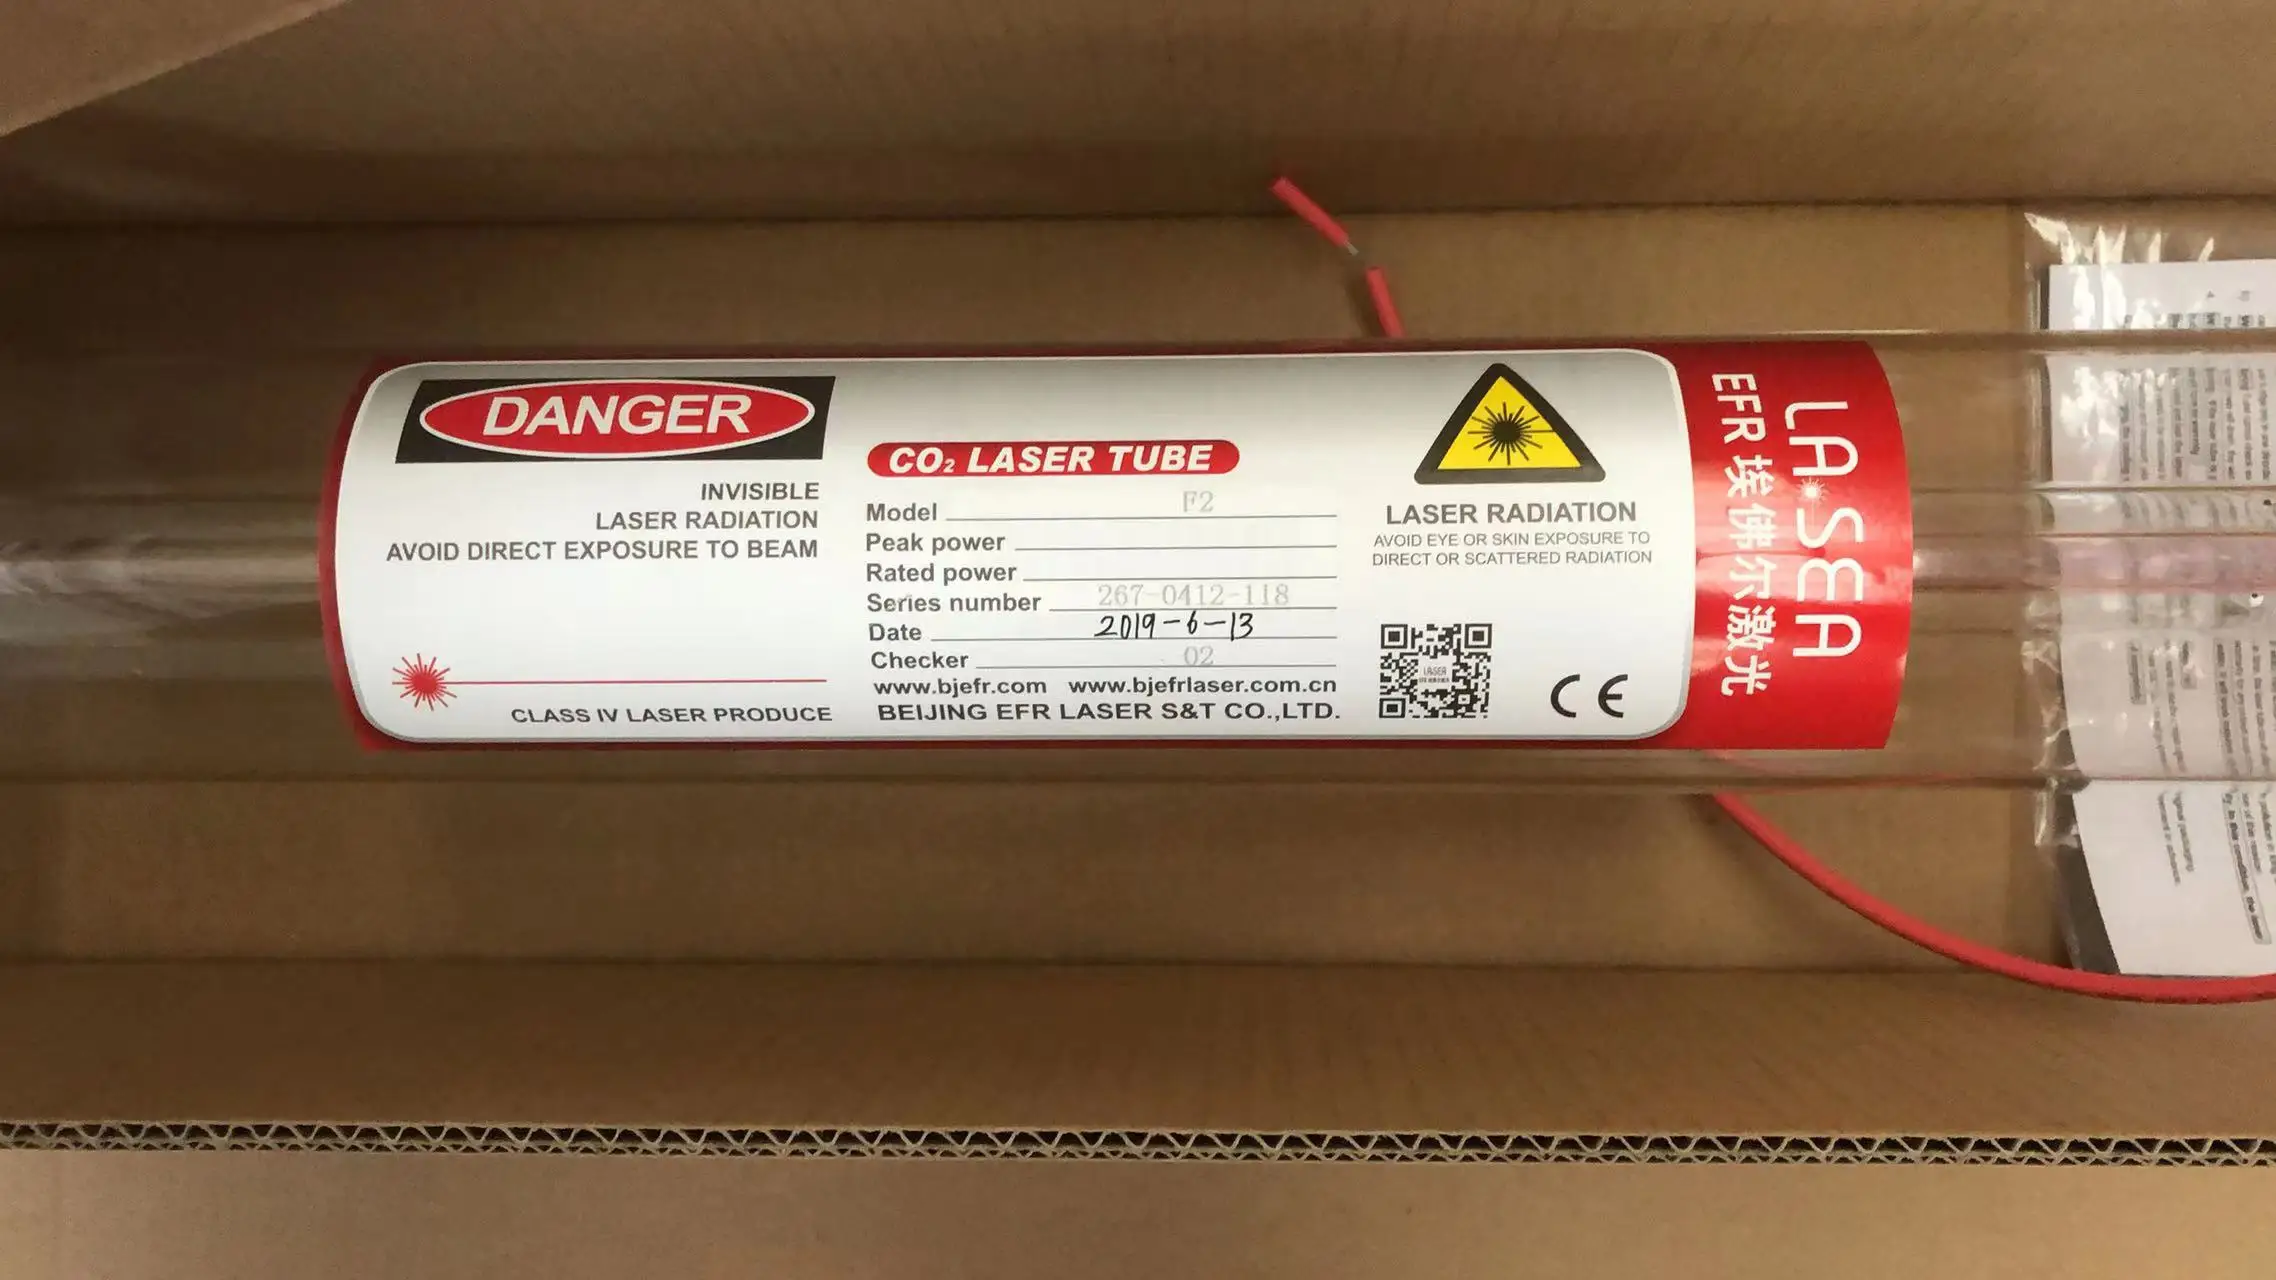 DANGER
INVISIBLE
LASER RADIATION
AVOID DIRECT EXPOSURE TO BEAM
CLASS IV LASER PRODUCE
CO₂ LASER TUBE
Model F2
Peak power
Rated power
Series number 267-0412-118
Date 2019-6-13
Checker 02
www.bjefr.com www.bjefrlaser.com.cn
BEIJING EFR LASER S&T CO.,LTD.
LASER RADIATION
AVOID EYE OR SKIN EXPOSURE TO
DIRECT OR SCATTERED RADIATION
CE
LASEA
EFR 埃佛尔激光